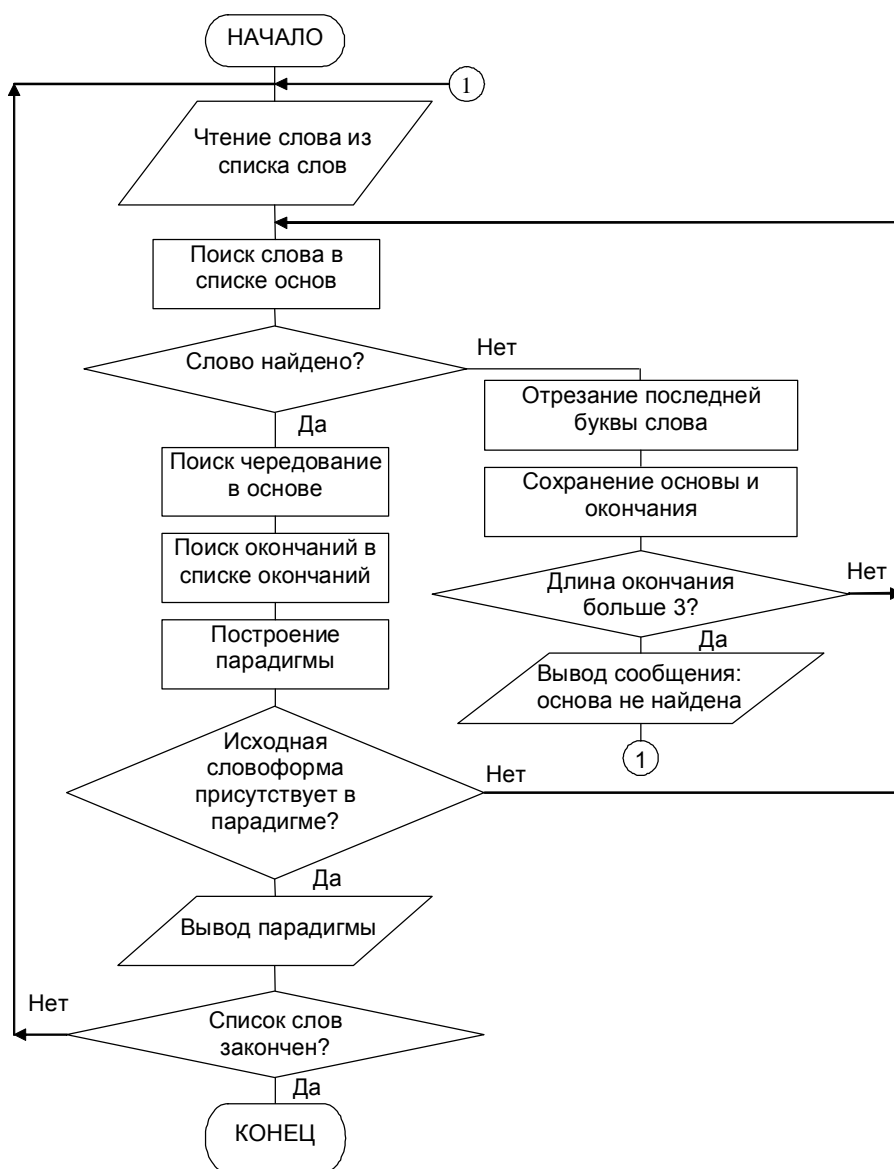 НАЧАЛО
1
Чтение слова из
списка слов
Поиск слова в
списке основ
Слово найдено?
Нет
Да
Отрезание последней
буквы слова
Поиск чередование
в основе
Сохранение основы и
окончания
Поиск окончаний в
списке окончаний
Длина окончания
больше 3?
Нет
Да
Построение
парадигмы
Вывод сообщения:
основа не найдена
1
Исходная
словоформа
присутствует в
парадигме?
Нет
Да
Вывод парадигмы
Нет
Список слов
закончен?
Да
КОНЕЦ